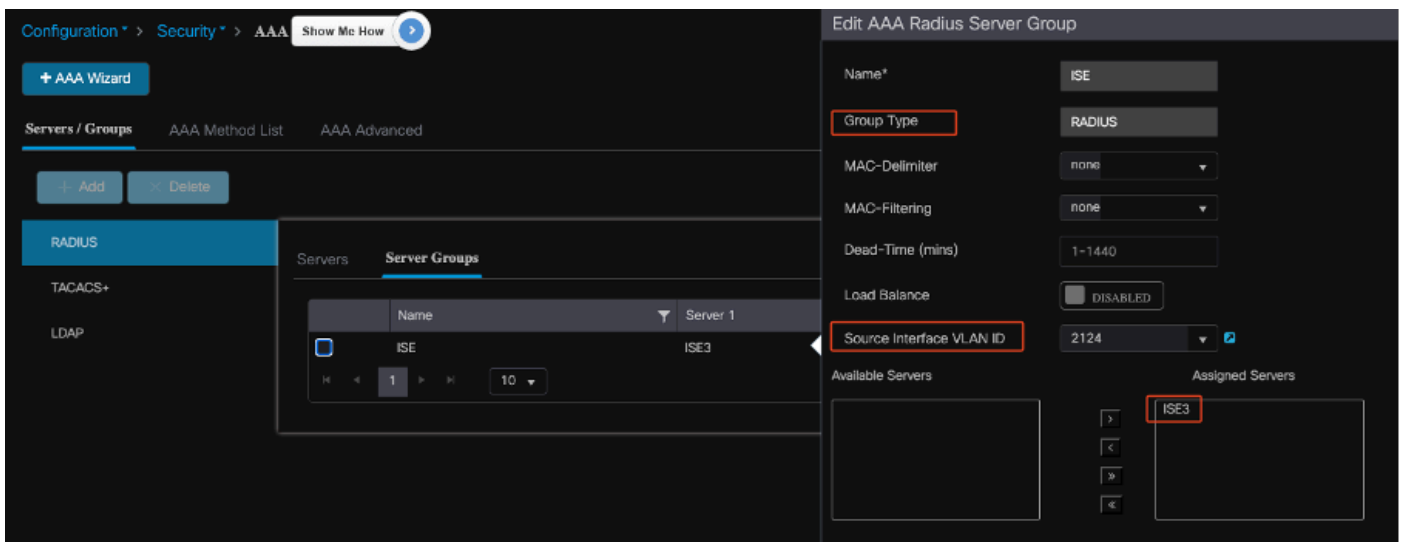 Configuration > Security > AAA Show Me How
+ AAA Wizard
Servers / Groups AAA Method List AAA Advanced
+ Add × Delete
RADIUS
TACACS+
LDAP
Servers Server Groups
Name Server 1
ISE ISE3
1 10
Edit AAA Radius Server Group
Name* ISE
Group Type RADIUS
MAC-Delimiter none
MAC-Filtering none
Dead-Time (mins) 1-1440
Load Balance DISABLED
Source Interface VLAN ID 2124
Available Servers Assigned Servers
ISE3